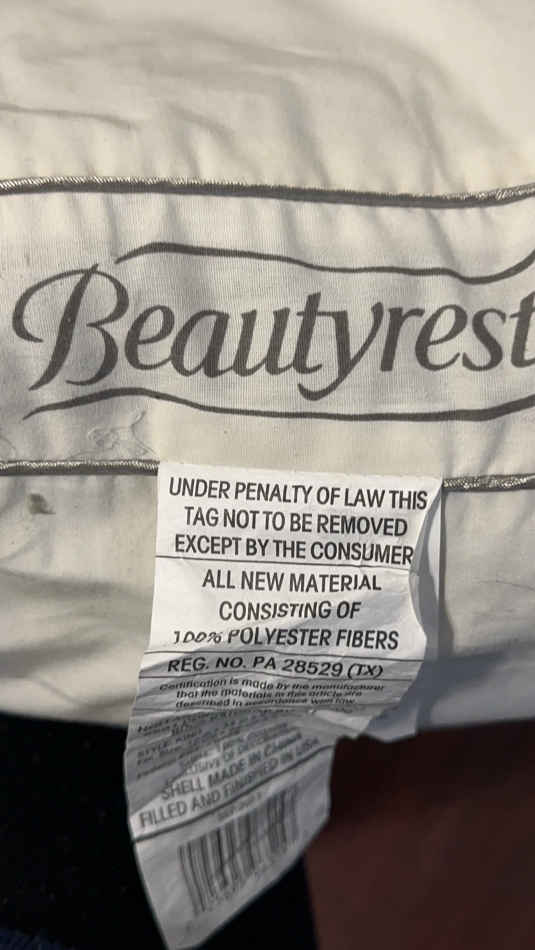 Beautyrest
UNDER PENALTY OF LAW THIS
TAG NOT TO BE REMOVED
EXCEPT BY THE CONSUMER
ALL NEW MATERIAL
CONSISTING OF
100% POLYESTER FIBERS
REG. NO. PA 28529 (TX)
Certification is made by the manufacturer
that the materials in this article are
described in accordance with law
SHELL MADE IN
FILLED AND FINISHED IN USA